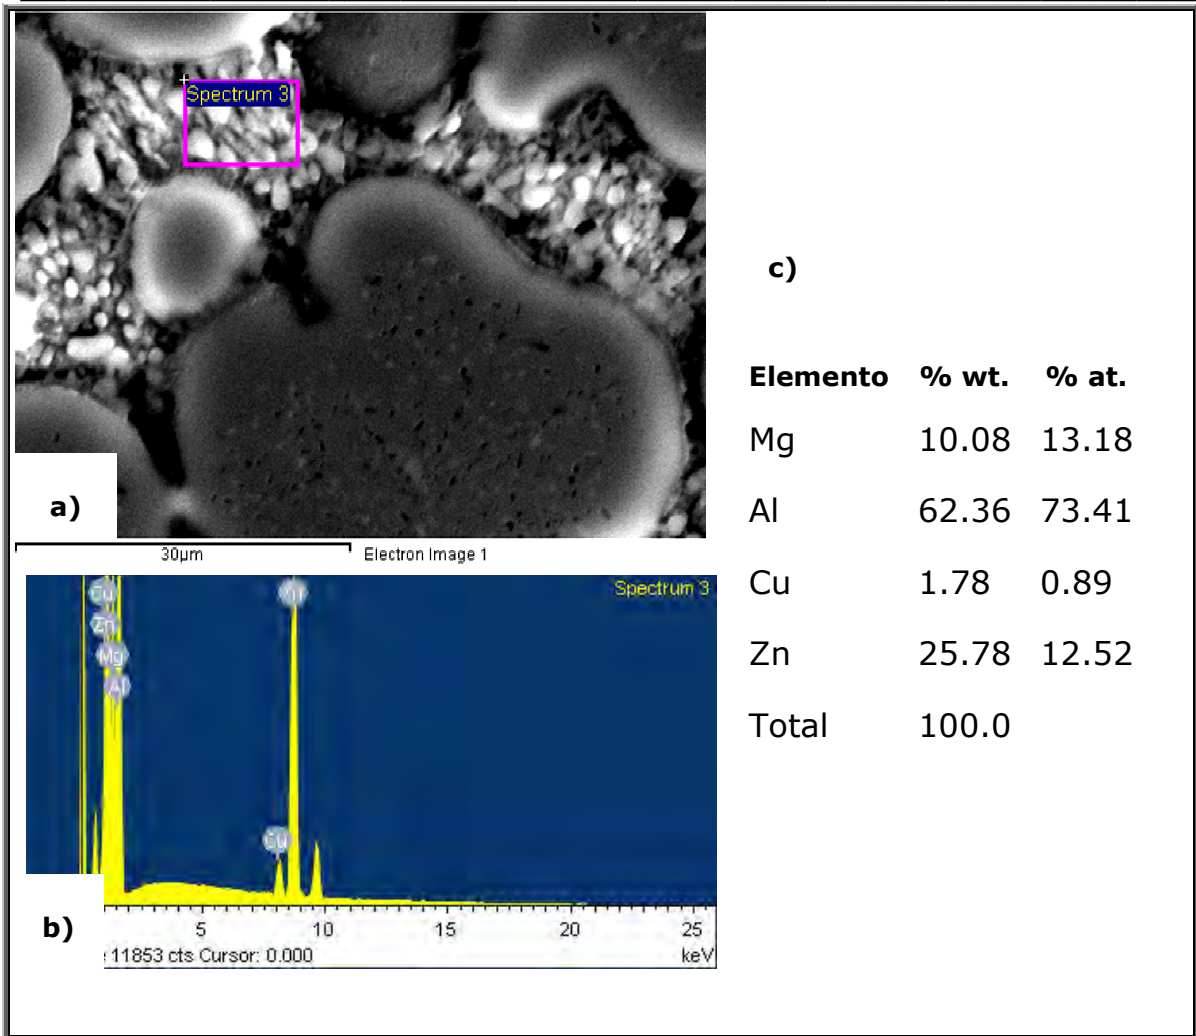 Spectrum 3
a)
30µm
Electron Image 1
c)
Elemento % wt. % at.
Mg 10.08 13.18
Al 62.36 73.41
Cu 1.78 0.89
Zn 25.78 12.52
Total 100.0
Spectrum 3
Cu
Zn
Mg
Al
Zn
Cu
b)
5 10 15 20 25
11853 cts Cursor: 0.000
keV